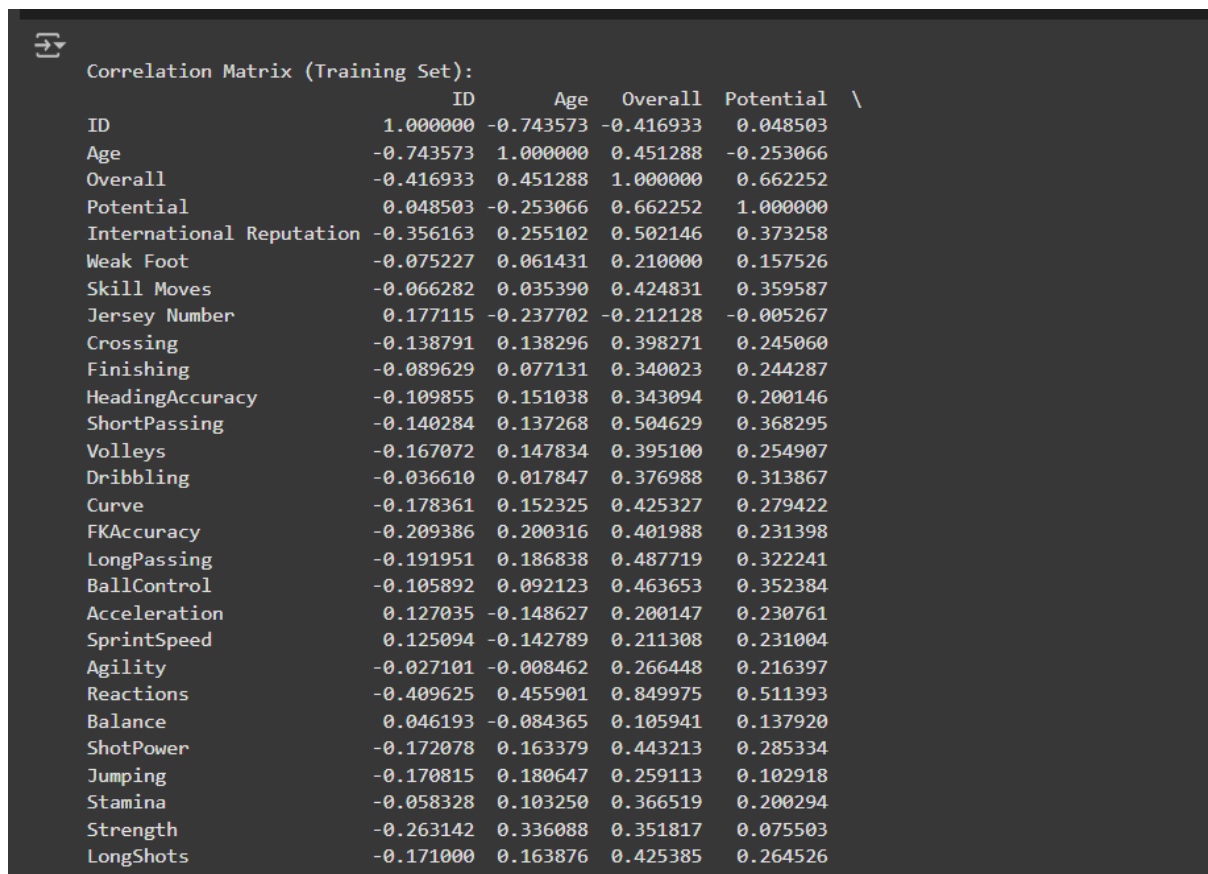 Correlation Matrix (Training Set):
ID Age Overall Potential \
ID 1.000000 -0.743573 -0.416933 0.048503
Age -0.743573 1.000000 0.451288 -0.253066
Overall -0.416933 0.451288 1.000000 0.662252
Potential 0.048503 -0.253066 0.662252 1.000000
International Reputation -0.356163 0.255102 0.502146 0.373258
Weak Foot -0.075227 0.061431 0.210000 0.157526
Skill Moves -0.066282 0.035390 0.424831 0.359587
Jersey Number 0.177115 -0.237702 -0.212128 -0.005267
Crossing -0.138791 0.138296 0.398271 0.245060
Finishing -0.089629 0.077131 0.340023 0.244287
HeadingAccuracy -0.109855 0.151038 0.343094 0.200146
ShortPassing -0.140284 0.137268 0.504629 0.368295
Volleys -0.167072 0.147834 0.395100 0.254907
Dribbling -0.036610 0.017847 0.376988 0.313867
Curve -0.178361 0.152325 0.425327 0.279422
FKAccuracy -0.209386 0.200316 0.401988 0.231398
LongPassing -0.191951 0.186838 0.487719 0.322241
BallControl -0.105892 0.092123 0.463653 0.352384
Acceleration 0.127035 -0.148627 0.200147 0.230761
SprintSpeed 0.125094 -0.142789 0.211308 0.231004
Agility -0.027101 -0.008462 0.266448 0.216397
Reactions -0.409625 0.455901 0.849975 0.511393
Balance 0.046193 -0.084365 0.105941 0.137920
ShotPower -0.172078 0.163379 0.443213 0.285334
Jumping -0.170815 0.180647 0.259113 0.102918
Stamina -0.058328 0.103250 0.366519 0.200294
Strength -0.263142 0.336088 0.351817 0.075503
LongShots -0.171000 0.163876 0.425385 0.264526